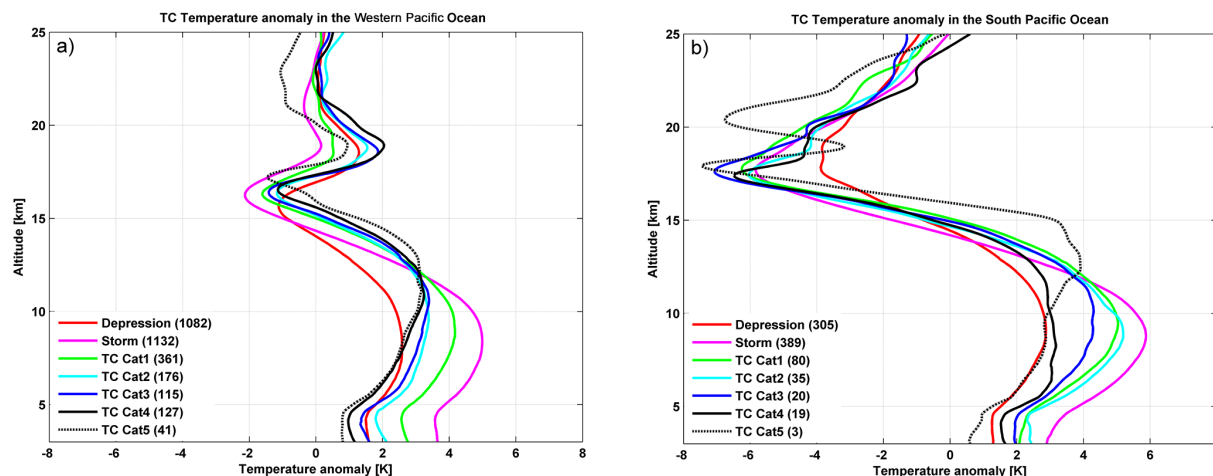 TC Temperature anomaly in the Western Pacific Ocean
a)
25
20
15
10
5
Altitude [km]
Depression (1082)
Storm (1132)
TC Cat1 (361)
TC Cat2 (176)
TC Cat3 (115)
TC Cat4 (127)
TC Cat5 (41)
-8 -6 -4 -2 0 2 4 6 8
Temperature anomaly [K]
TC Temperature anomaly in the South Pacific Ocean
b)
25
20
15
10
5
Altitude [km]
Depression (305)
Storm (389)
TC Cat1 (80)
TC Cat2 (35)
TC Cat3 (20)
TC Cat4 (19)
TC Cat5 (3)
-8 -6 -4 -2 0 2 4 6
Temperature anomaly [K]